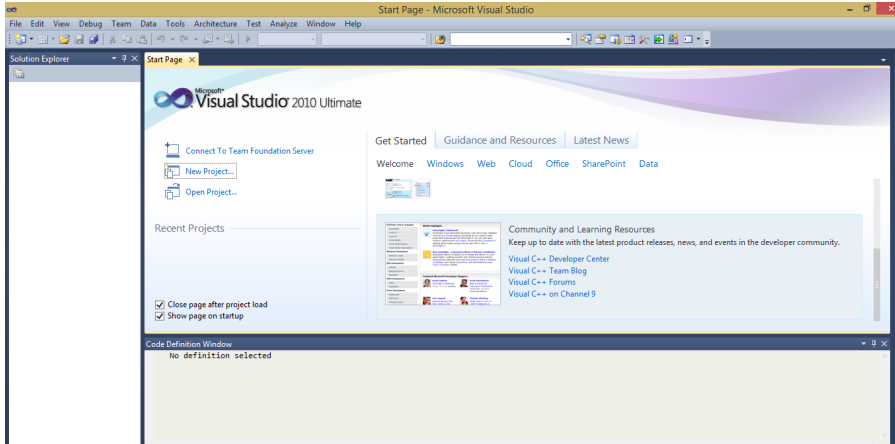 Start Page - Microsoft Visual Studio
File Edit View Debug Team Data Tools Architecture Test Analyze Window Help
Solution Explorer
Start Page
Microsoft
Visual Studio 2010 Ultimate
Connect To Team Foundation Server
New Project...
Open Project...
Recent Projects
Close page after project load
Show page on startup
Get Started Guidance and Resources Latest News
Welcome Windows Web Cloud Office SharePoint Data
Community and Learning Resources
Keep up to date with the latest product releases, news, and events in the developer community.
Visual C++ Developer Center
Visual C++ Team Blog
Visual C++ Forums
Visual C++ on Channel 9
Code Definition Window
No definition selected